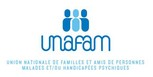 unafam
UNION NATIONALE DE FAMILLES ET AMIS DE PERSONNES
MALADES ET/OU HANDICAPÉES PSYCHIQUES